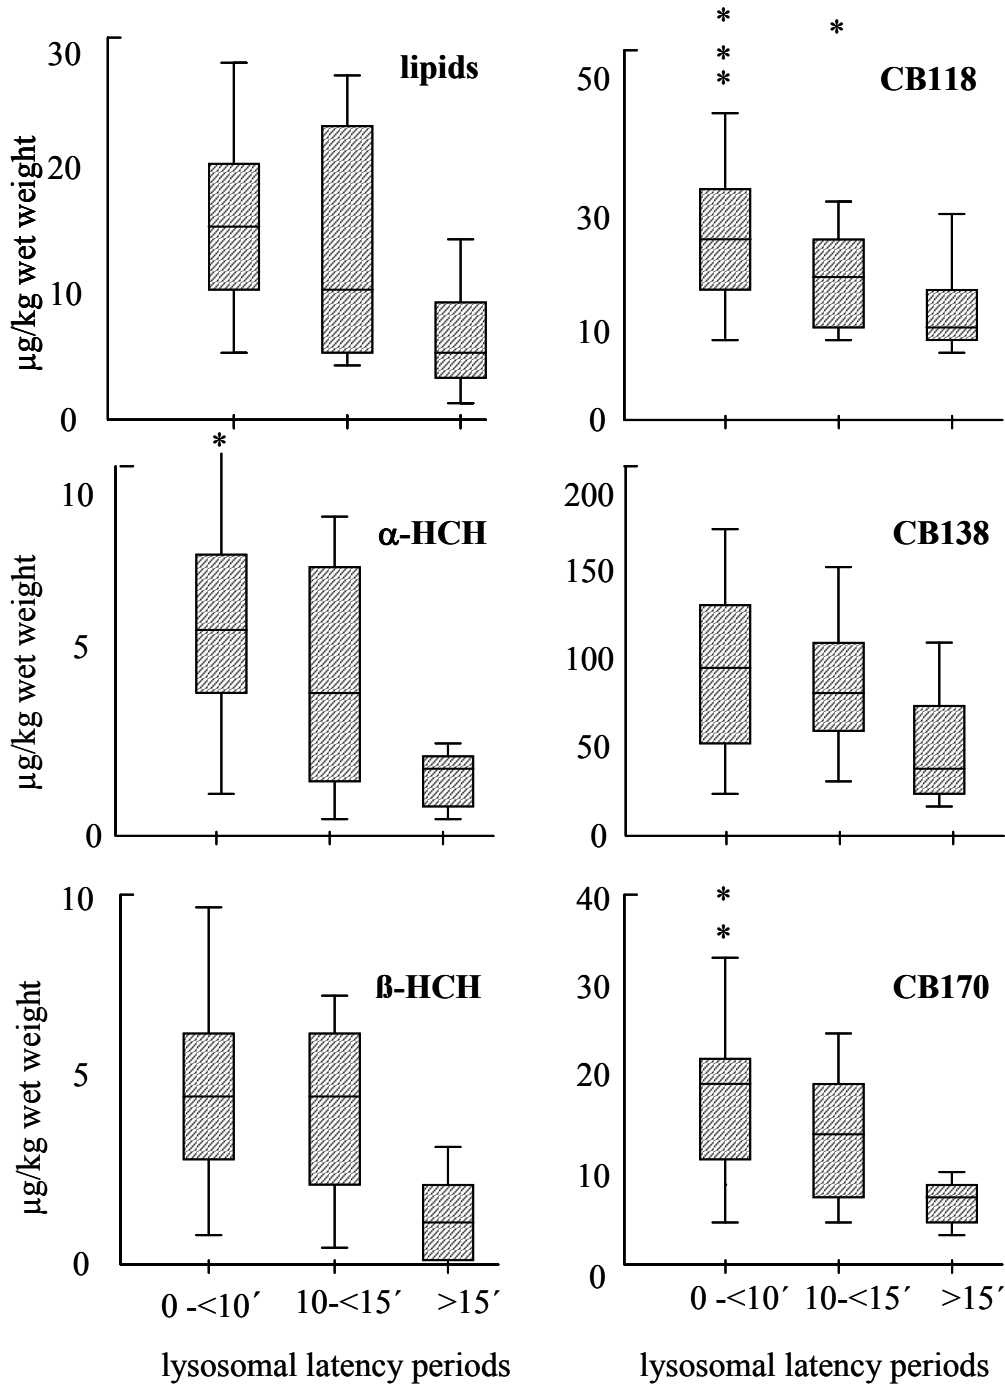 lipids
30
20
10
0
µg/kg wet weight
* * *
*
CB118
50
30
10
0
*
α-HCH
10
5
0
µg/kg wet weight
CB138
200
150
100
50
0
ß-HCH
10
5
0
µg/kg wet weight
0 -<10´ 10-<15´ >15´
lysosomal latency periods
* *
CB170
40
30
20
10
0
0 -<10´ 10-<15´ >15´
lysosomal latency periods